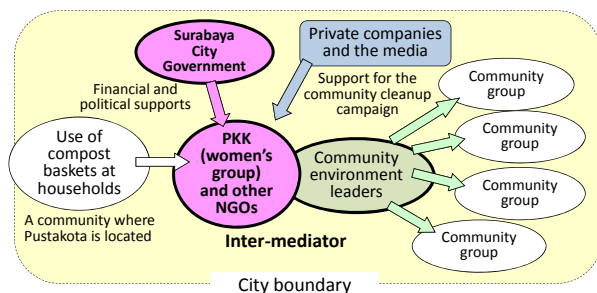 Surabaya
City
Government
Private companies
and the media
Financial and
political supports
Support for the
community cleanup
campaign
Community
group
Community
group
Community
group
Community
group
Use of
compost
baskets at
households
PKK
(women's
group)
and other
NGOs
Community
environment
leaders
A community where
Pustakota is located
Inter-mediator
City boundary